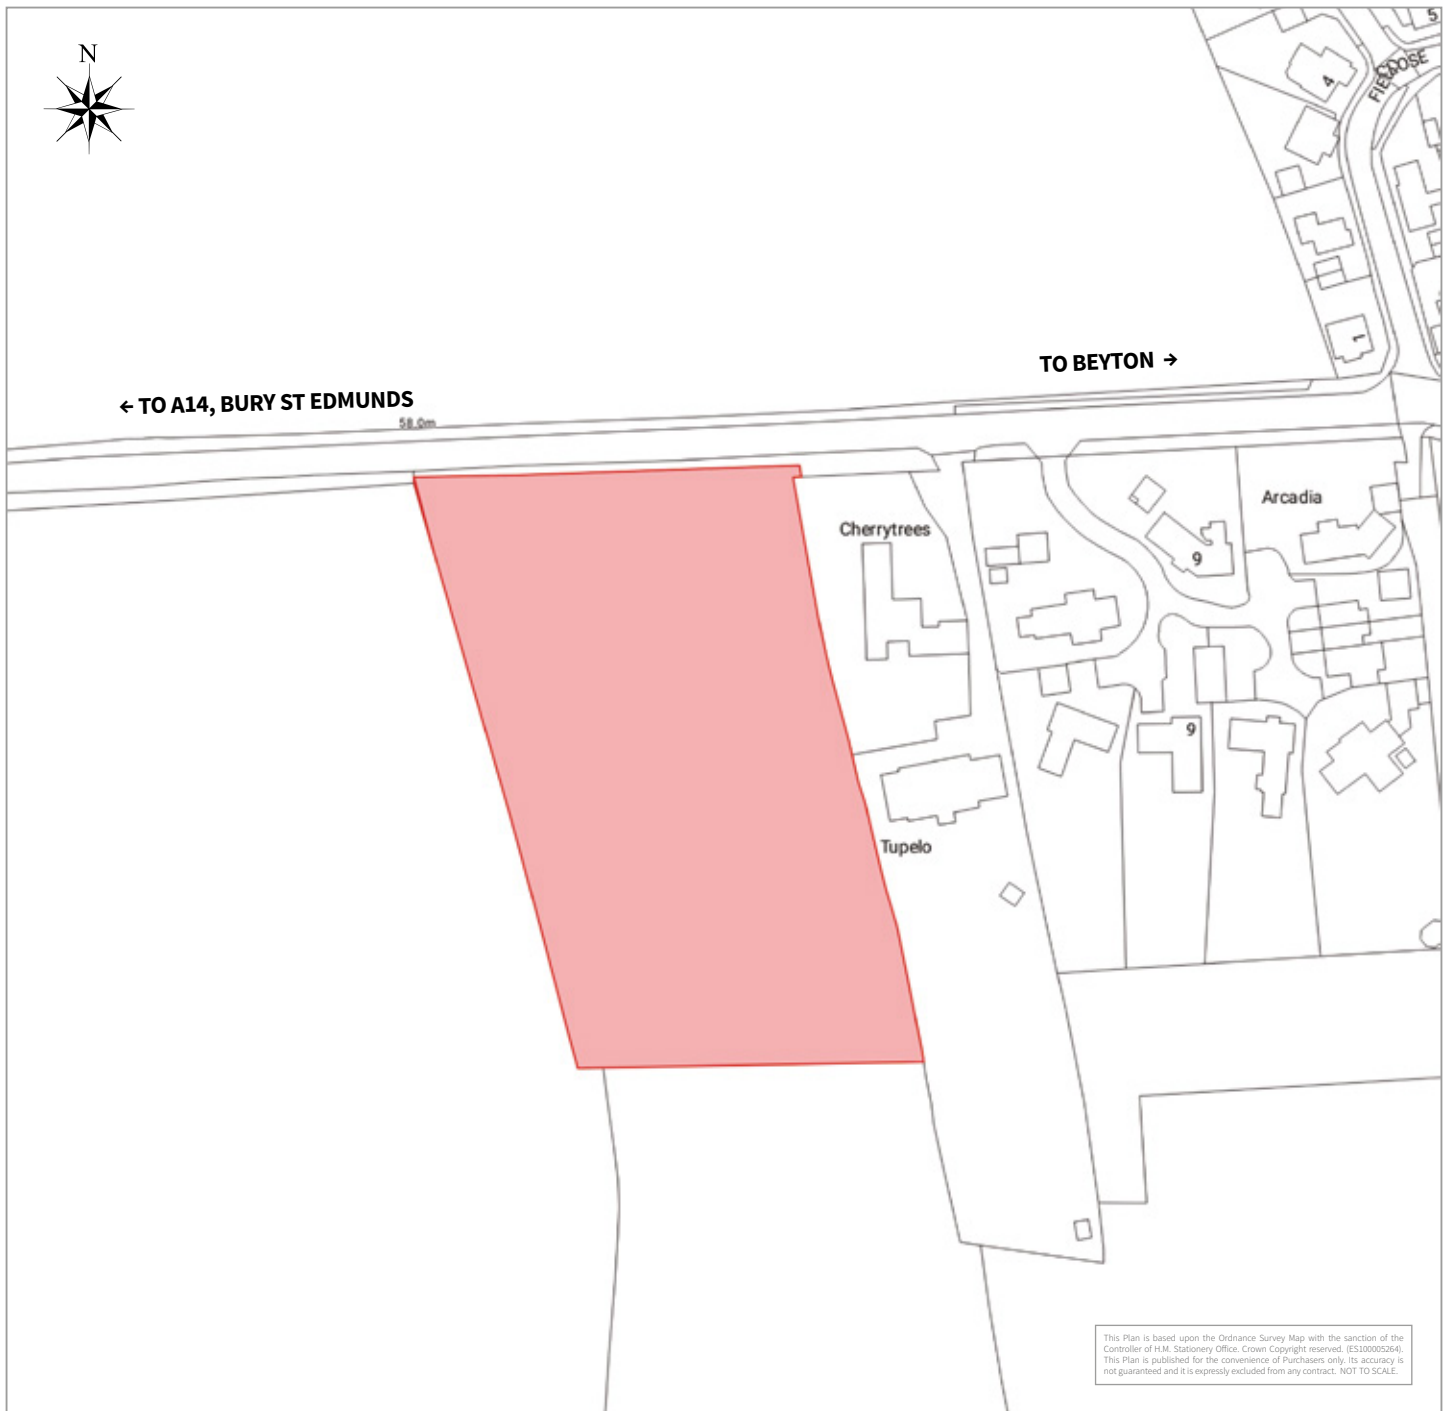 N
5
4
FIELD
CLOSE
1
TO BEYTON →
← TO A14, BURY ST EDMUNDS
58.0m
Arcadia
Cherrytrees
9
9
Tupelo
This Plan is based upon the Ordnance Survey Map with the sanction of the
Controller of H.M. Stationery Office. Crown Copyright reserved. (ES100005264).
This Plan is published for the convenience of Purchasers only. Its accuracy is
not guaranteed and it is expressly excluded from any contract. NOT TO SCALE.